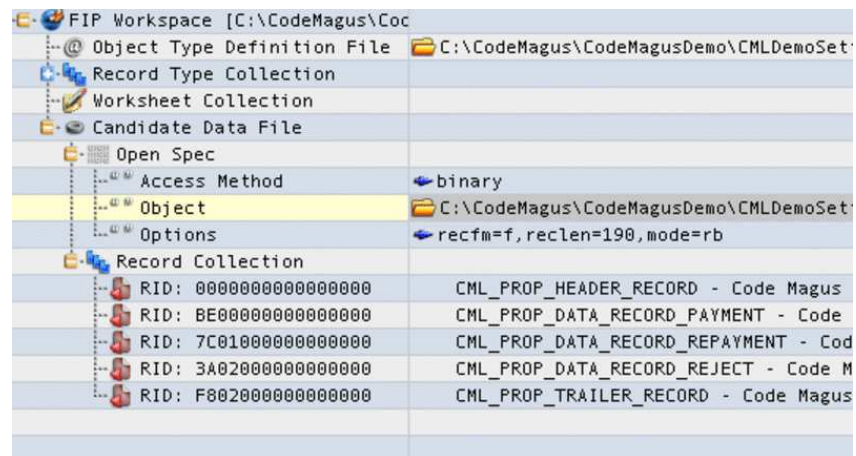 FIP Workspace [C:\CodeMagus\Coc
@ Object Type Definition File C:\CodeMagus\CodeMagusDemo\CMLDemoSett
Record Type Collection
Worksheet Collection
Candidate Data File
Open Spec
Access Method binary
Object C:\CodeMagus\CodeMagusDemo\CMLDemoSett
Options recfm=f,reclen=190,mode=rb
Record Collection
RID: 0000000000000000 CML_PROP_HEADER_RECORD - Code Magus
RID: BE00000000000000 CML_PROP_DATA_RECORD_PAYMENT - Code
RID: 7C01000000000000 CML_PROP_DATA_RECORD_REPAYMENT - Cod
RID: 3A02000000000000 CML_PROP_DATA_RECORD_REJECT - Code M
RID: F802000000000000 CML_PROP_TRAILER_RECORD - Code Magus